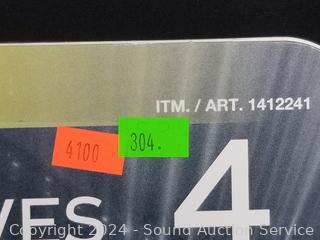 ITM. / ART. 1412241
4100
304.
VES 4
Copyright 2024 - Sound Auction Service